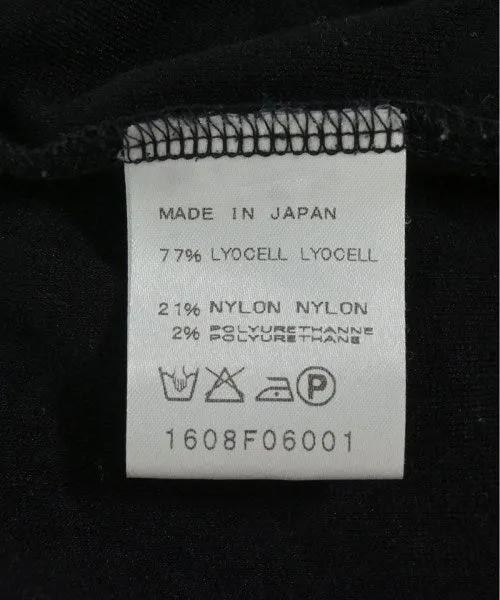 MADE IN JAPAN
77% LYOCELL LYOCELL
21% NYLON NYLON
2% POLYURETHANNE
POLYURETHANE
P
1608F06001